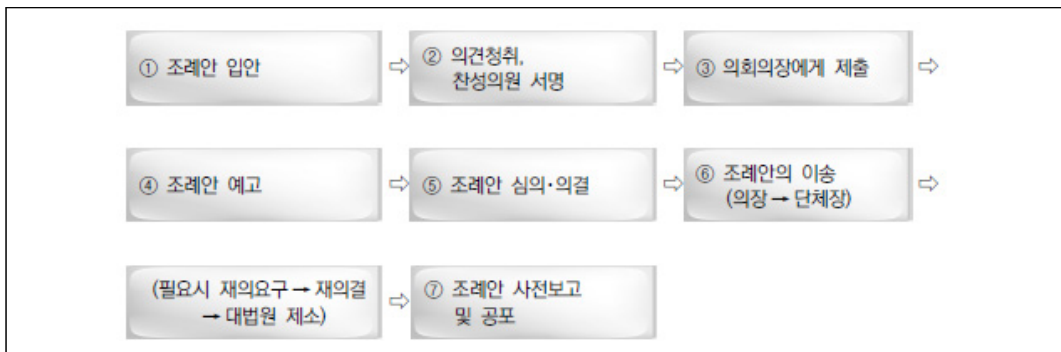 ① 조례안 입안
⇨
② 의견청취,
찬성의원 서명
⇨
③ 의회의장에게 제출
⇨
④ 조례안 예고
⇨
⑤ 조례안 심의·의결
⇨
⑥ 조례안의 이송
(의장→단체장)
⇨
(필요시 재의요구→재의결
→대법원 제소)
⇨
⑦ 조례안 사전보고
및 공포